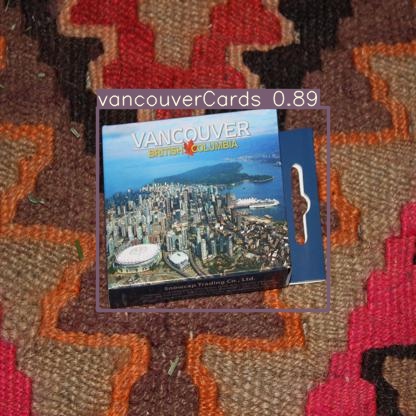 vancouverCards 0.89
VANCOUVER
BRITISH COLUMBIA
Snowcap Trading Co., Ltd.